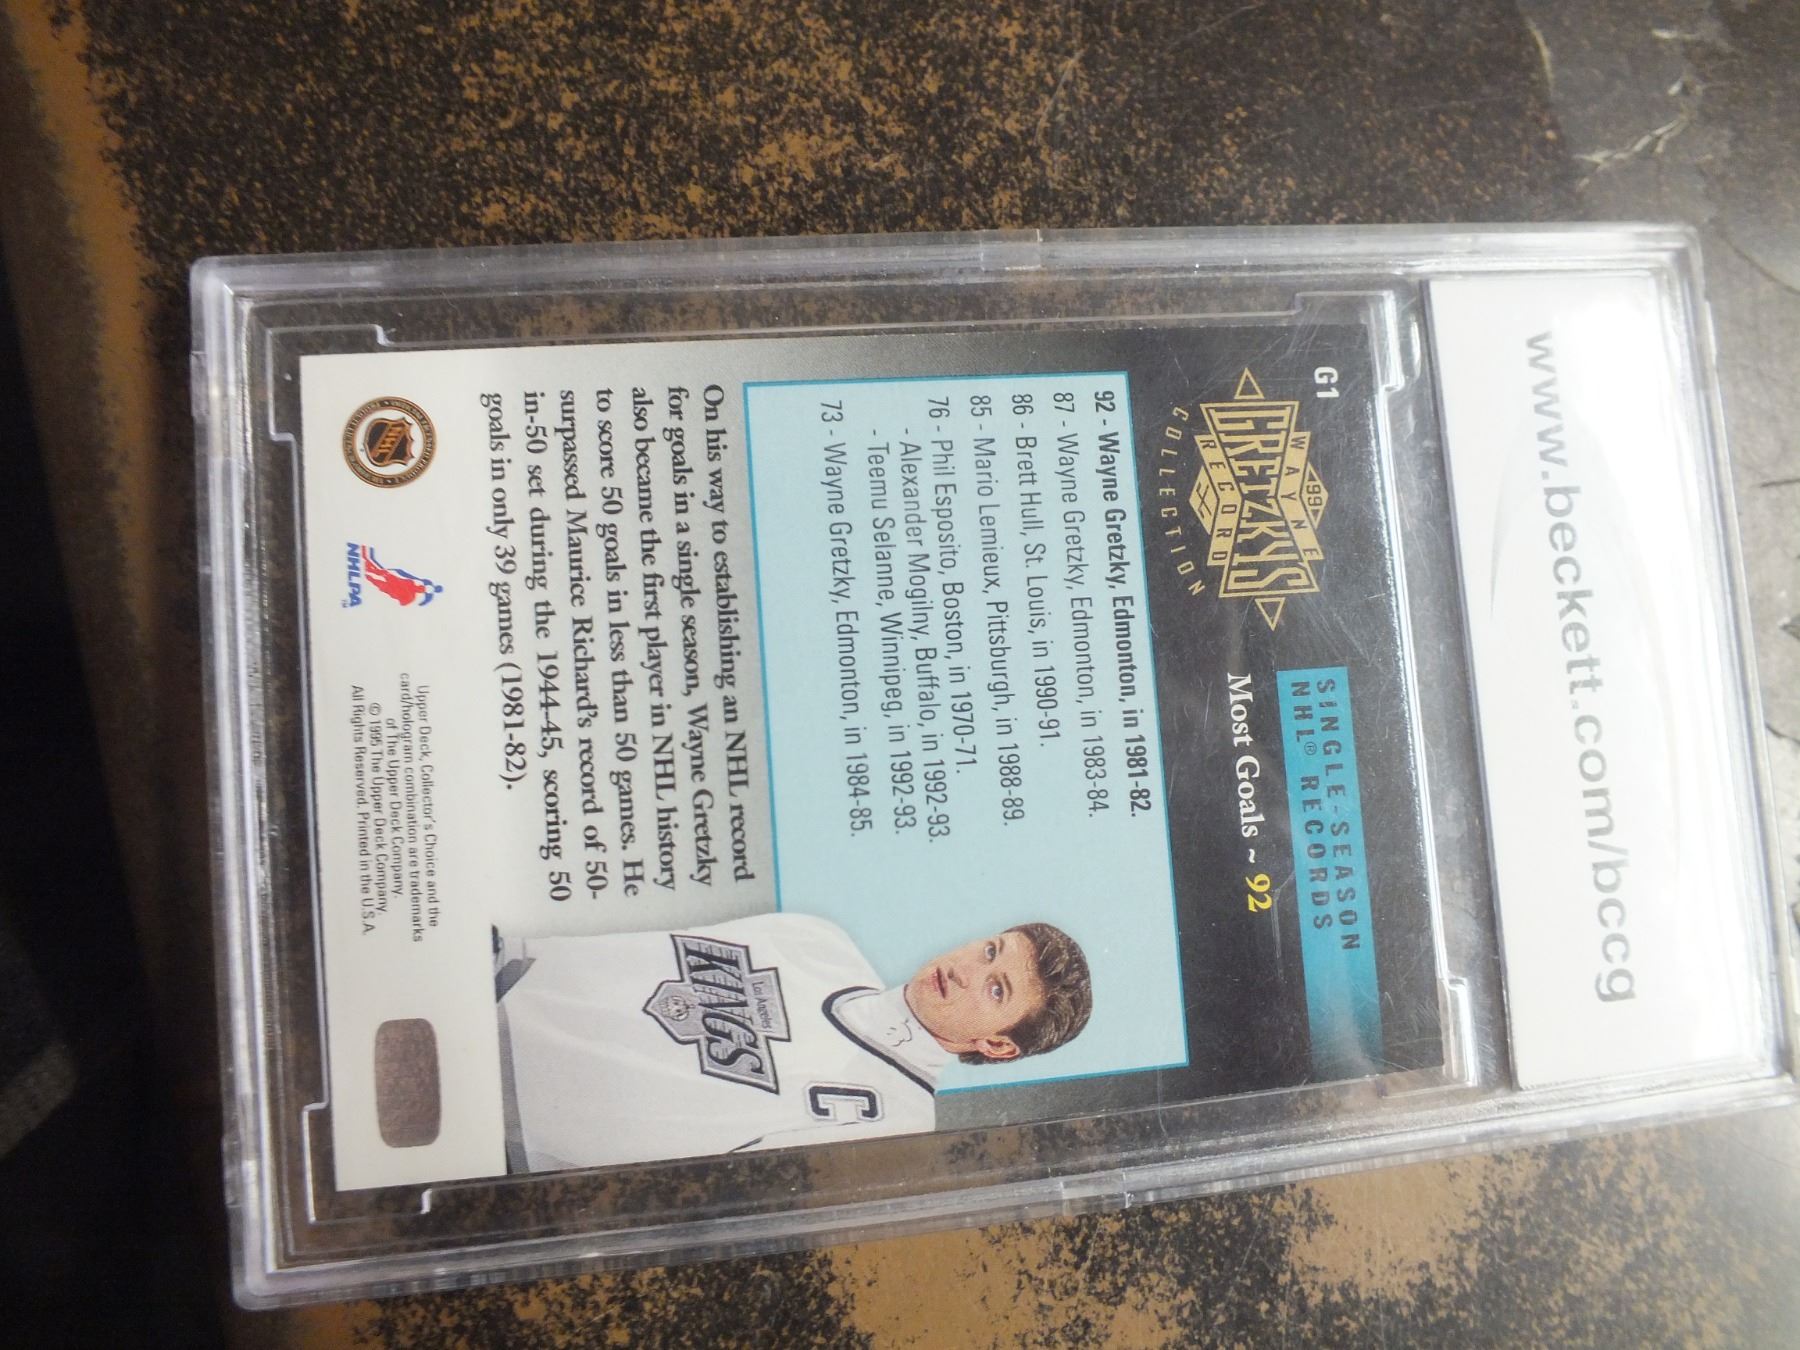 www.beckett.com/bccg
G1
WAYNE
99
GRETZKY'S
RECORD
COLLECTION
SINGLE-SEASON
NHL® RECORDS
Most Goals ~ 92
92 - Wayne Gretzky, Edmonton, in 1981-82.
87 - Wayne Gretzky, Edmonton, in 1983-84.
86 - Brett Hull, St. Louis, in 1990-91.
85 - Mario Lemieux, Pittsburgh, in 1988-89.
76 - Phil Esposito, Boston, in 1970-71.
- Alexander Mogilny, Buffalo, in 1992-93.
- Teemu Selanne, Winnipeg, in 1992-93.
73 - Wayne Gretzky, Edmonton, in 1984-85.
On his way to establishing an NHL record
for goals in a single season, Wayne Gretzky
also became the first player in NHL history
to score 50 goals in less than 50 games. He
surpassed Maurice Richard's record of 50-
in-50 set during the 1944-45, scoring 50
goals in only 39 games (1981-82).
Los Angeles
KINGS
C
NHL
NHLPA
™
Upper Deck, Collector's Choice and the
card/hologram combination are trademarks
of The Upper Deck Company.
© 1995 The Upper Deck Company.
All Rights Reserved. Printed in the U.S.A.